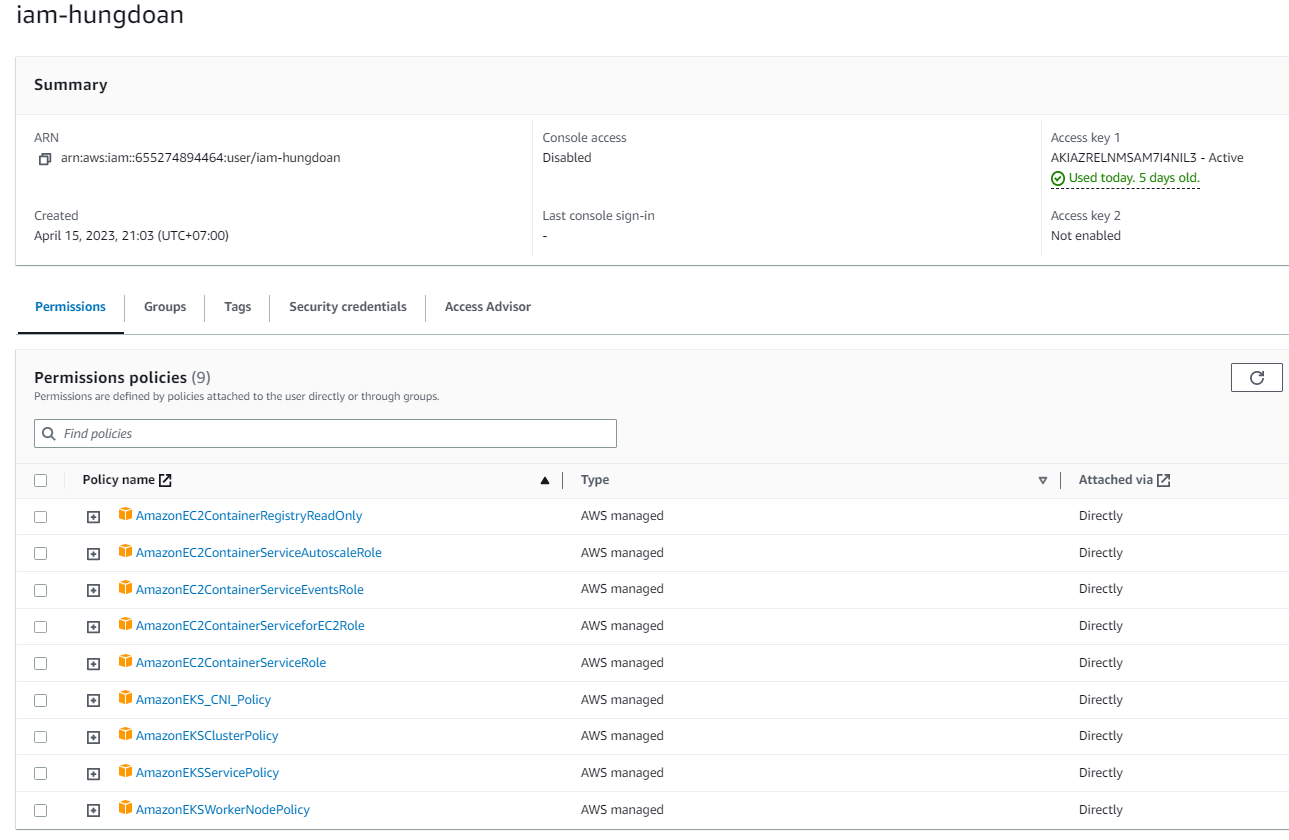 iam-hungdoan
Summary
ARN
arn:aws:iam::655274894464:user/iam-hungdoan
Console access
Disabled
Access key 1
AKIAZRELNMSAM7I4NIL3 - Active
Used today. 5 days old.
Created
April 15, 2023, 21:03 (UTC+07:00)
Last console sign-in
-
Access key 2
Not enabled
Permissions Groups Tags Security credentials Access Advisor
Permissions policies (9)
Permissions are defined by policies attached to the user directly or through groups.
Find policies
Policy name Type Attached via
AmazonEC2ContainerRegistryReadOnly AWS managed Directly
AmazonEC2ContainerServiceAutoscaleRole AWS managed Directly
AmazonEC2ContainerServiceEventsRole AWS managed Directly
AmazonEC2ContainerServiceforEC2Role AWS managed Directly
AmazonEC2ContainerServiceRole AWS managed Directly
AmazonEKS_CNI_Policy AWS managed Directly
AmazonEKSClusterPolicy AWS managed Directly
AmazonEKSServicePolicy AWS managed Directly
AmazonEKSWorkerNodePolicy AWS managed Directly